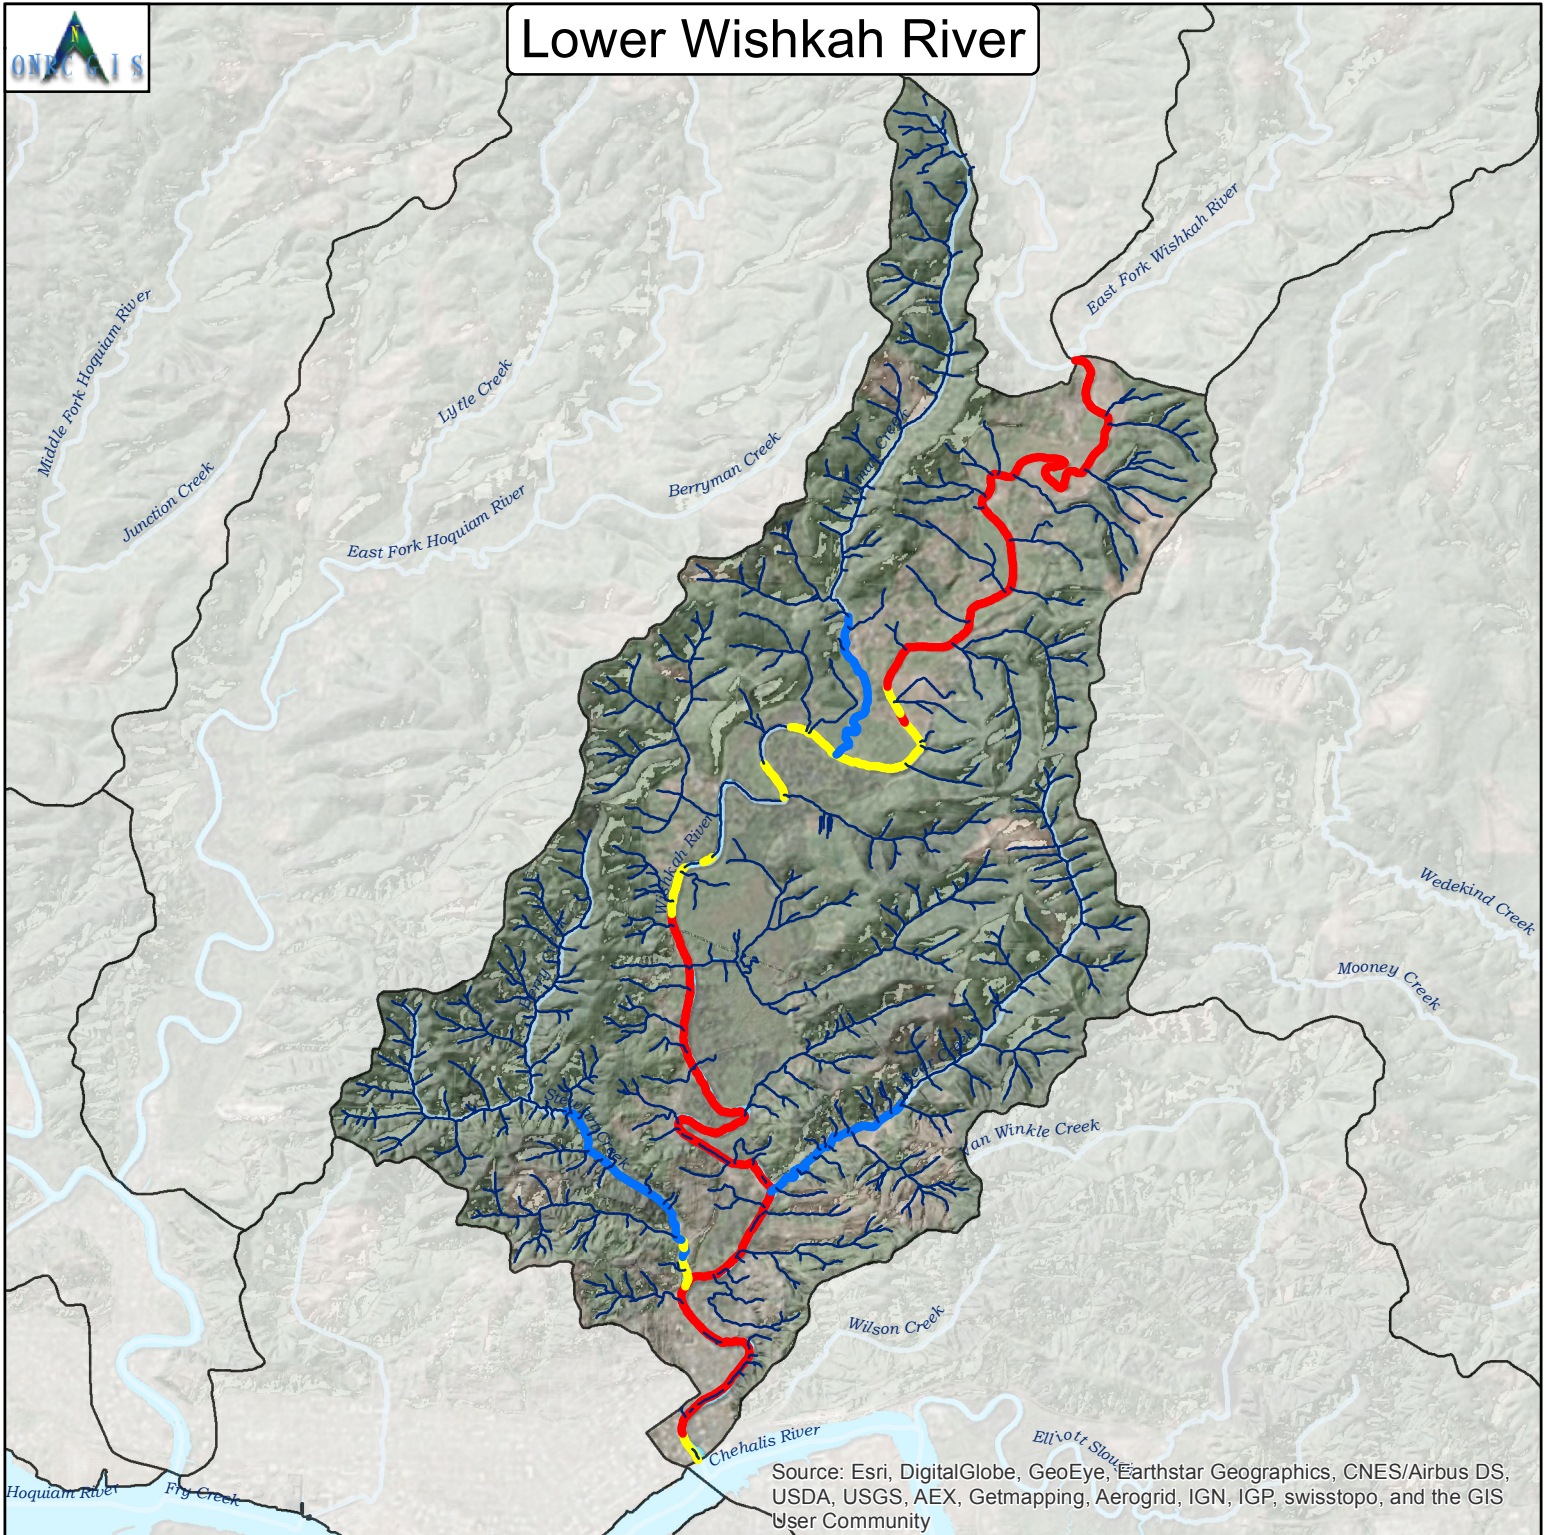 Lower Wishkah River
N
ONRC GIS
East Fork Wishkah River
Middle Fork Hoquiam River
Lytle Creek
Junction Creek
Berryman Creek
East Fork Hoquiam River
Wishkah River
Wedekind Creek
Mooney Creek
Bear Creek
Van Winkle Creek
Wilson Creek
Chehalis River
Elliott Slough
Hoquiam River
Fry Creek
Source: Esri, DigitalGlobe, GeoEye, Earthstar Geographics, CNES/Airbus DS,
USDA, USGS, AEX, Getmapping, Aerogrid, IGN, IGP, swisstopo, and the GIS
User Community